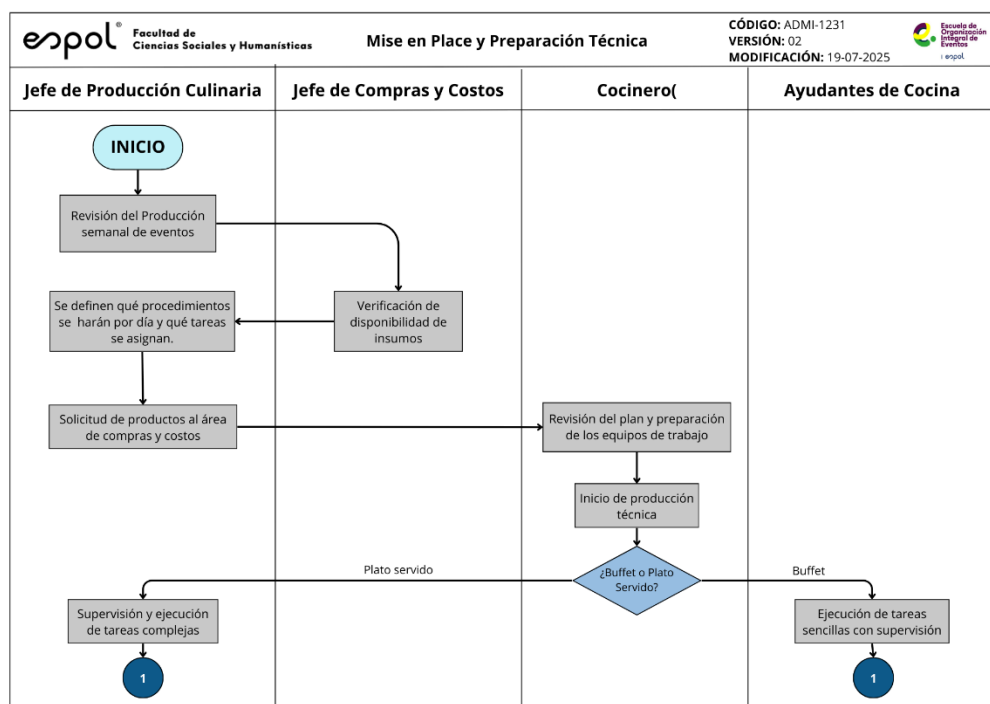 espol
Facultad de
Ciencias Sociales y Humanísticas
Mise en Place y Preparación Técnica
CÓDIGO: ADMI-1231
VERSIÓN: 02
MODIFICACIÓN: 19-07-2025
Escuela de
Organización
Integral de
Eventos
espol
Jefe de Producción Culinaria
Jefe de Compras y Costos
Cocinero(
Ayudantes de Cocina
INICIO
Revisión del Producción
semanal de eventos
Se definen qué procedimientos
se harán por día y qué tareas
se asignan.
Verificación de
disponibilidad de
insumos
Solicitud de productos al área
de compras y costos
Revisión del plan y preparación
de los equipos de trabajo
Inicio de producción
técnica
¿Buffet o Plato
Servido?
Plato servido
Buffet
Supervisión y ejecución
de tareas complejas
Ejecución de tareas
sencillas con supervisión
1
1